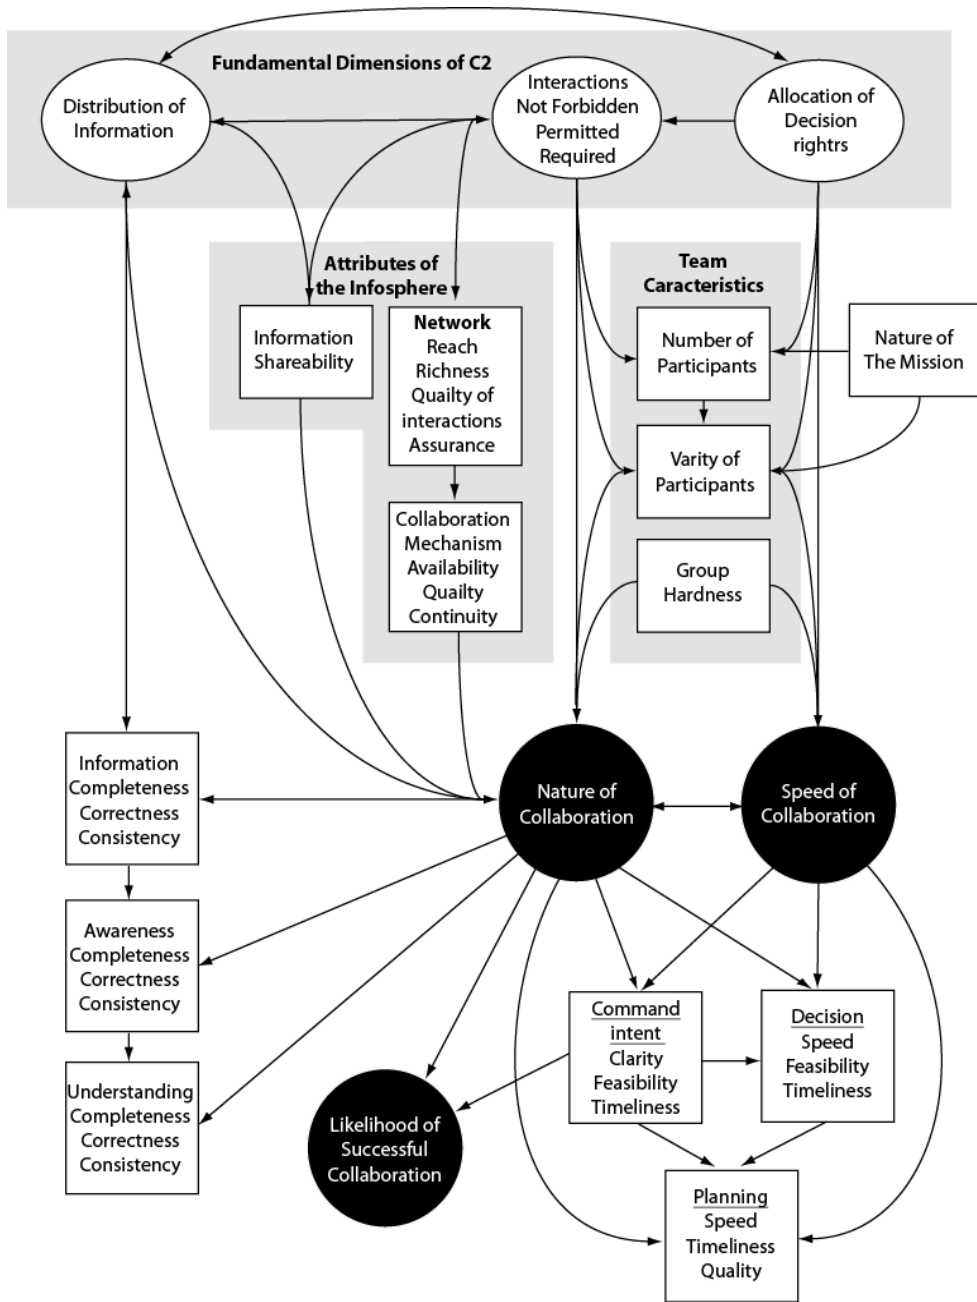 Fundamental Dimensions of C2
Distribution of
Information
Interactions
Not Forbidden
Permitted
Required
Allocation of
Decision
rightrs
Attributes of
the Infosphere
Information
Shareability
Network
Reach
Richness
Quailty of
interactions
Assurance
Collaboration
Mechanism
Availability
Quailty
Continuity
Team
Caracteristics
Number of
Participants
Varity of
Participants
Group
Hardness
Nature of
The Mission
Information
Completeness
Correctness
Consistency
Nature of
Collaboration
Speed of
Collaboration
Awareness
Completeness
Correctness
Consistency
Understanding
Completeness
Correctness
Consistency
Likelihood of
Successful
Collaboration
Command
intent
Clarity
Feasibility
Timeliness
Decision
Speed
Feasibility
Timeliness
Planning
Speed
Timeliness
Quality